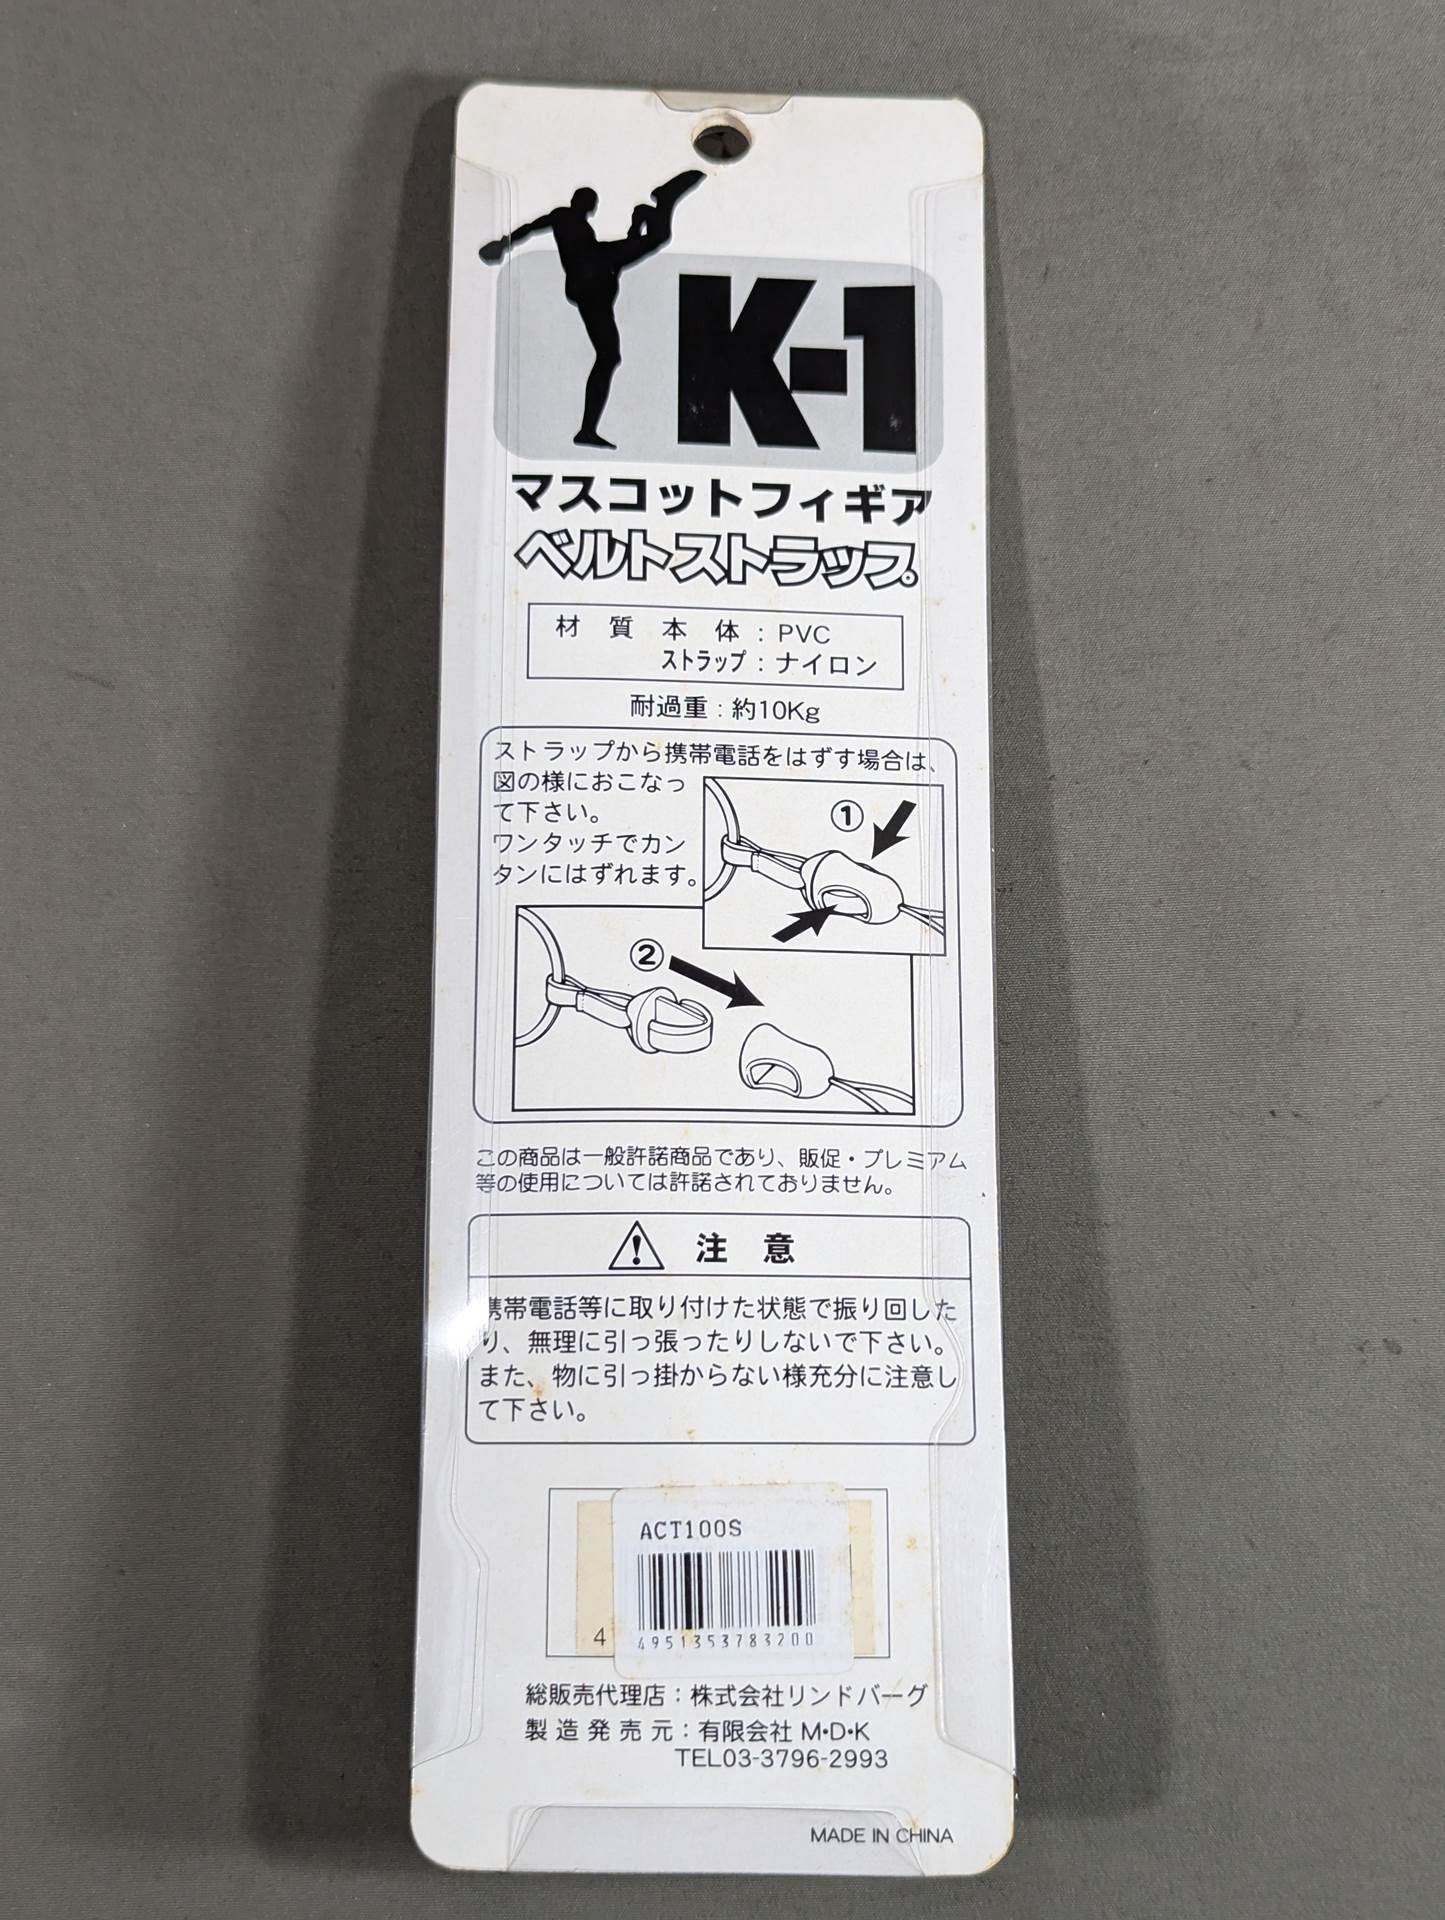 K-1
マスコットフィギア
ベルトストラップ
材 質 本 体 : PVC
ストラップ : ナイロン
耐過重 : 約10Kg
ストラップから携帯電話をはずす場合は、
図の様におこなっ
て下さい。
ワンタッチでカン
タンにはずれます。
①
②
この商品は一般許諾商品であり、販促・プレミアム
等の使用については許諾されておりません。
注 意
携帯電話等に取り付けた状態で振り回した
り、無理に引っ張ったりしないで下さい。
また、物に引っ掛からない様充分に注意し
て下さい。
ACT100S
4
4951353783200
総販売代理店：株式会社リンドバーグ
製造発売元：有限会社 M・D・K
TEL03-3796-2993
MADE IN CHINA